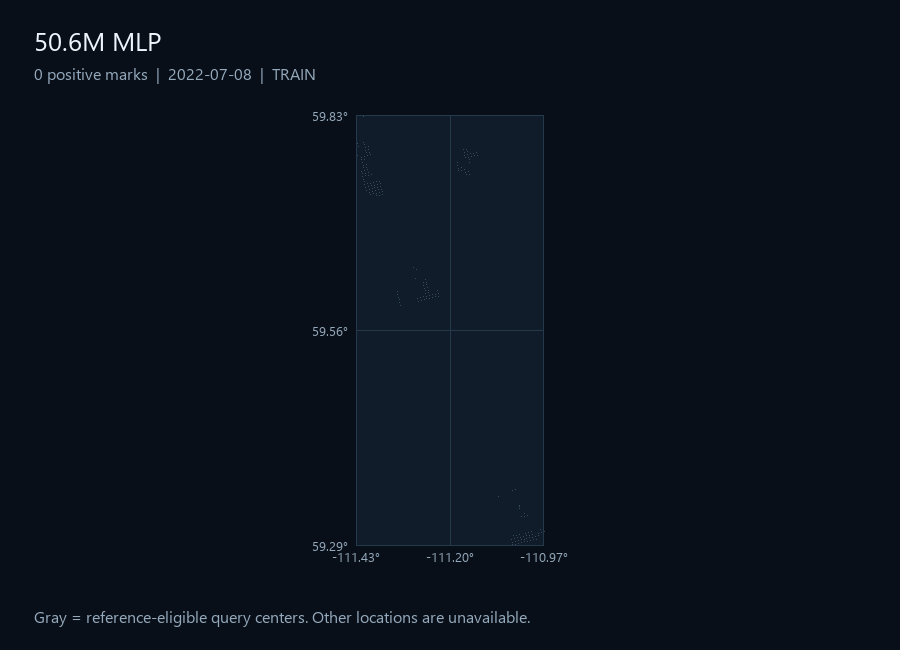 50.6M MLP
0 positive marks | 2022-07-08 | TRAIN
59.83°
59.56°
59.29°
-111.43° -111.20° -110.97°
Gray = reference-eligible query centers. Other locations are unavailable.